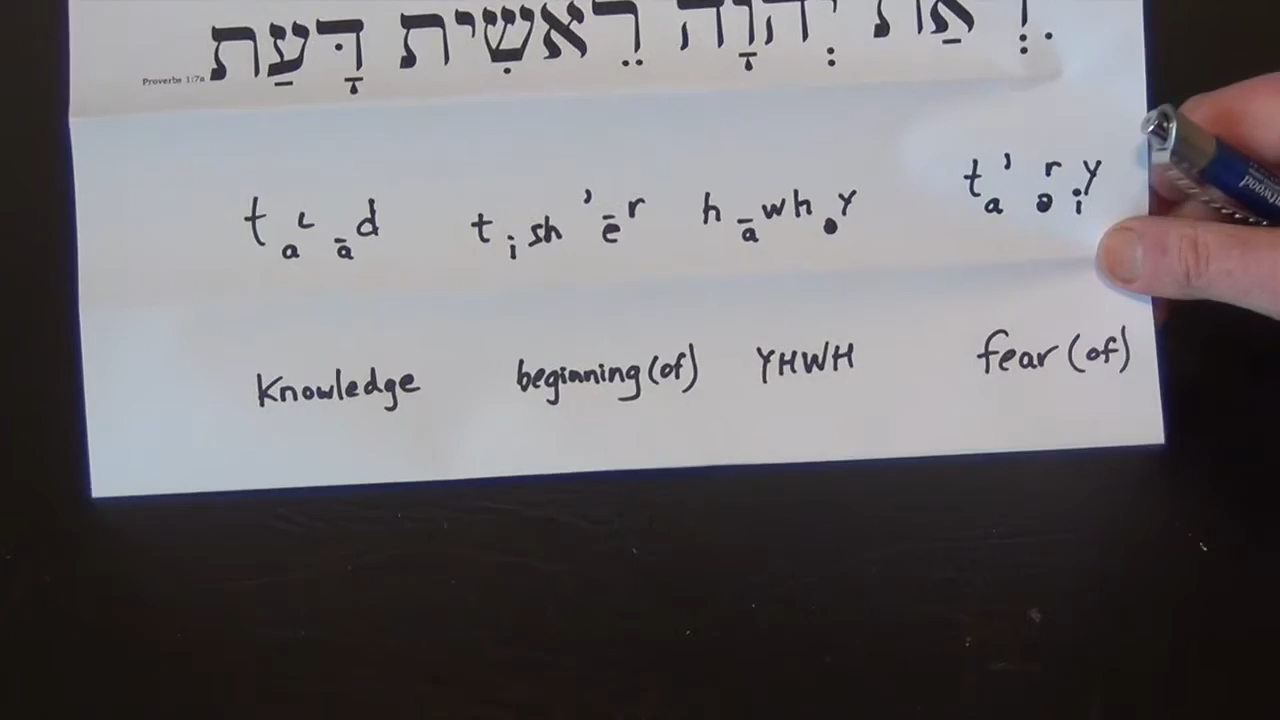 יְהוָה רֵאשִׁית דָּעַת
Proverbs 1:7a
t a ʿ ā d t i sh ʾ ē r h ā w h ə y t a ʾ ə r i y
Knowledge beginning(of) YHWH fear(of)